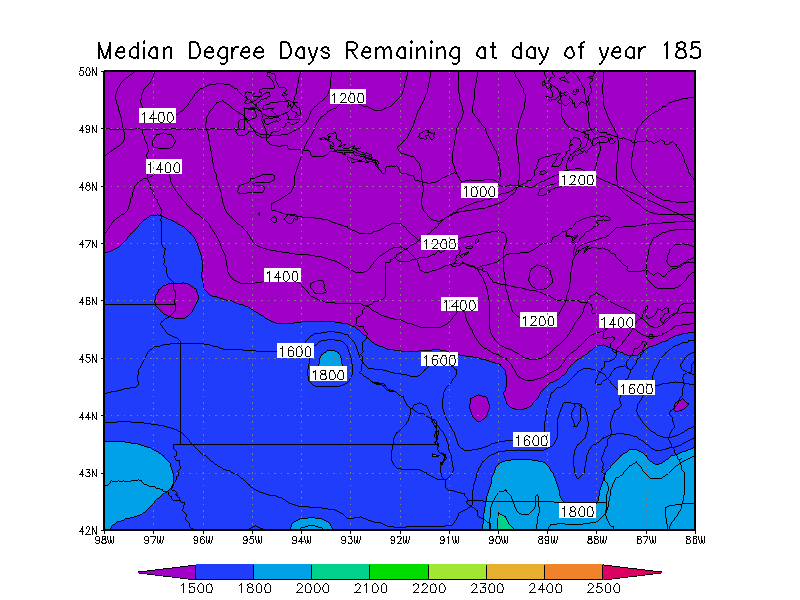 Median Degree Days Remaining at day of year 185
50N
1200
1400
49N
1400
1200
48N
1000
47N
1200
1400
46N
1400
1200
1400
1600
45N
1600
1800
1600
44N
1600
43N
1800
42N
98W 97W 96W 95W 94W 93W 92W 91W 90W 89W 88W 87W 86W
1500 1800 2000 2100 2200 2300 2400 2500